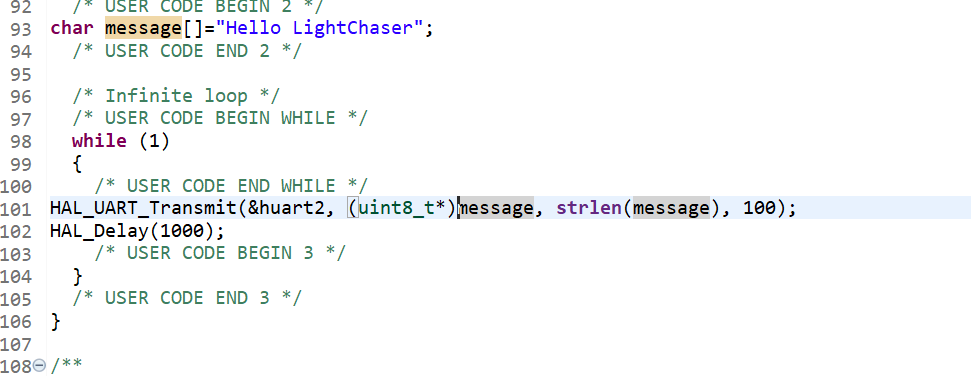 92 /* USER CODE BEGIN 2 */
93 char message[]="Hello LightChaser";
94 /* USER CODE END 2 */
95
96 /* Infinite loop */
97 /* USER CODE BEGIN WHILE */
98 while (1)
99 {
100 /* USER CODE END WHILE */
101 HAL_UART_Transmit(&huart2, (uint8_t*)message, strlen(message), 100);
102 HAL_Delay(1000);
103 /* USER CODE BEGIN 3 */
104 }
105 /* USER CODE END 3 */
106 }
107
108 /**